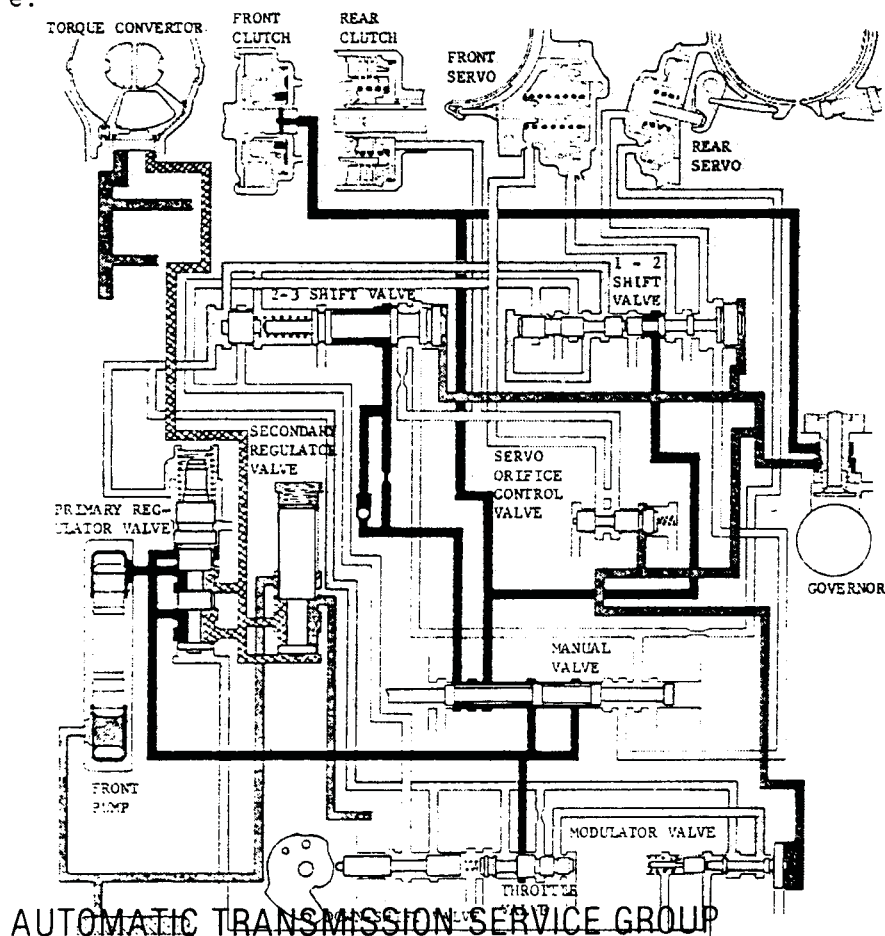 e.
TORQUE CONVERTOR
FRONT
CLUTCH
REAR
CLUTCH
FRONT
SERVO
REAR
SERVO
1 - 2
SHIFT
VALVE
2-3 SHIFT VALVE
SECONDARY
REGULATOR
VALVE
SERVO
ORIFICE
CONTROL
VALVE
PRIMARY REG-
ULATOR VALVE
GOVERNOR
MANUAL
VALVE
FRONT
PUMP
MODULATOR VALVE
THROTTLE
VALVE
VALVE
AUTOMATIC TRANSMISSION SERVICE GROUP